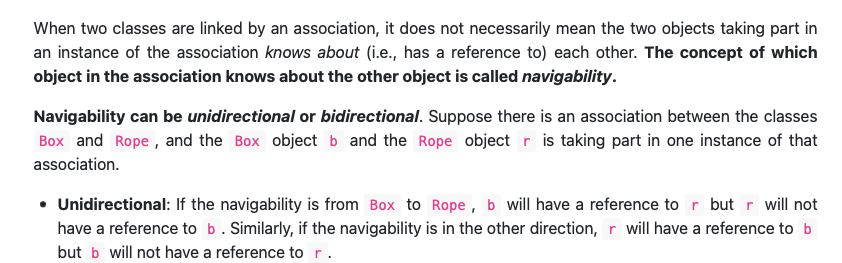 When two classes are linked by an association, it does not necessarily mean the two objects taking part in
an instance of the association knows about (i.e., has a reference to) each other. The concept of which
object in the association knows about the other object is called navigability.
Navigability can be unidirectional or bidirectional. Suppose there is an association between the classes
Box and Rope , and the Box object b and the Rope object r is taking part in one instance of that
association.
• Unidirectional: If the navigability is from Box to Rope , b will have a reference to r but r will not
have a reference to b . Similarly, if the navigability is in the other direction, r will have a reference to b
but b will not have a reference to r .